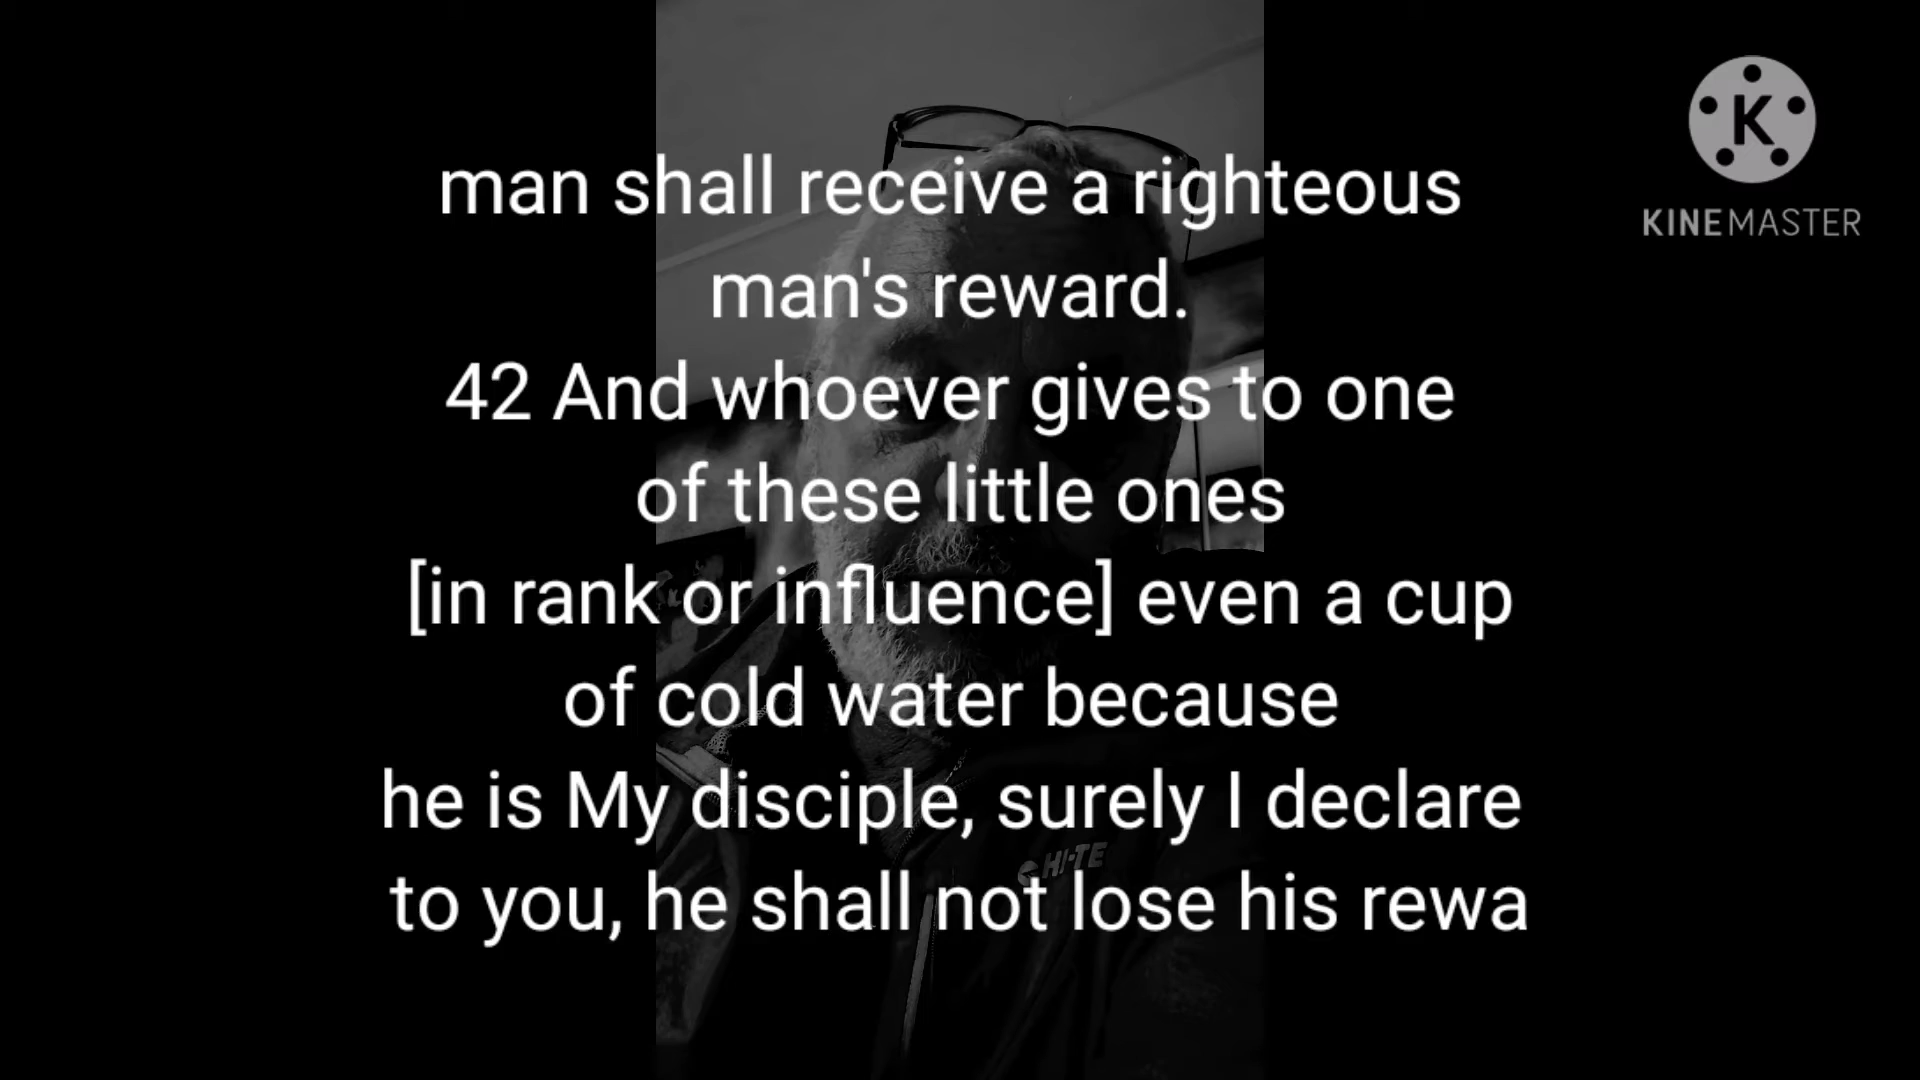 man shall receive a righteous
man's reward.
42 And whoever gives to one
of these little ones
[in rank or influence] even a cup
of cold water because
he is My disciple, surely I declare
to you, he shall not lose his rewa
HI-TE
K
KINEMASTER